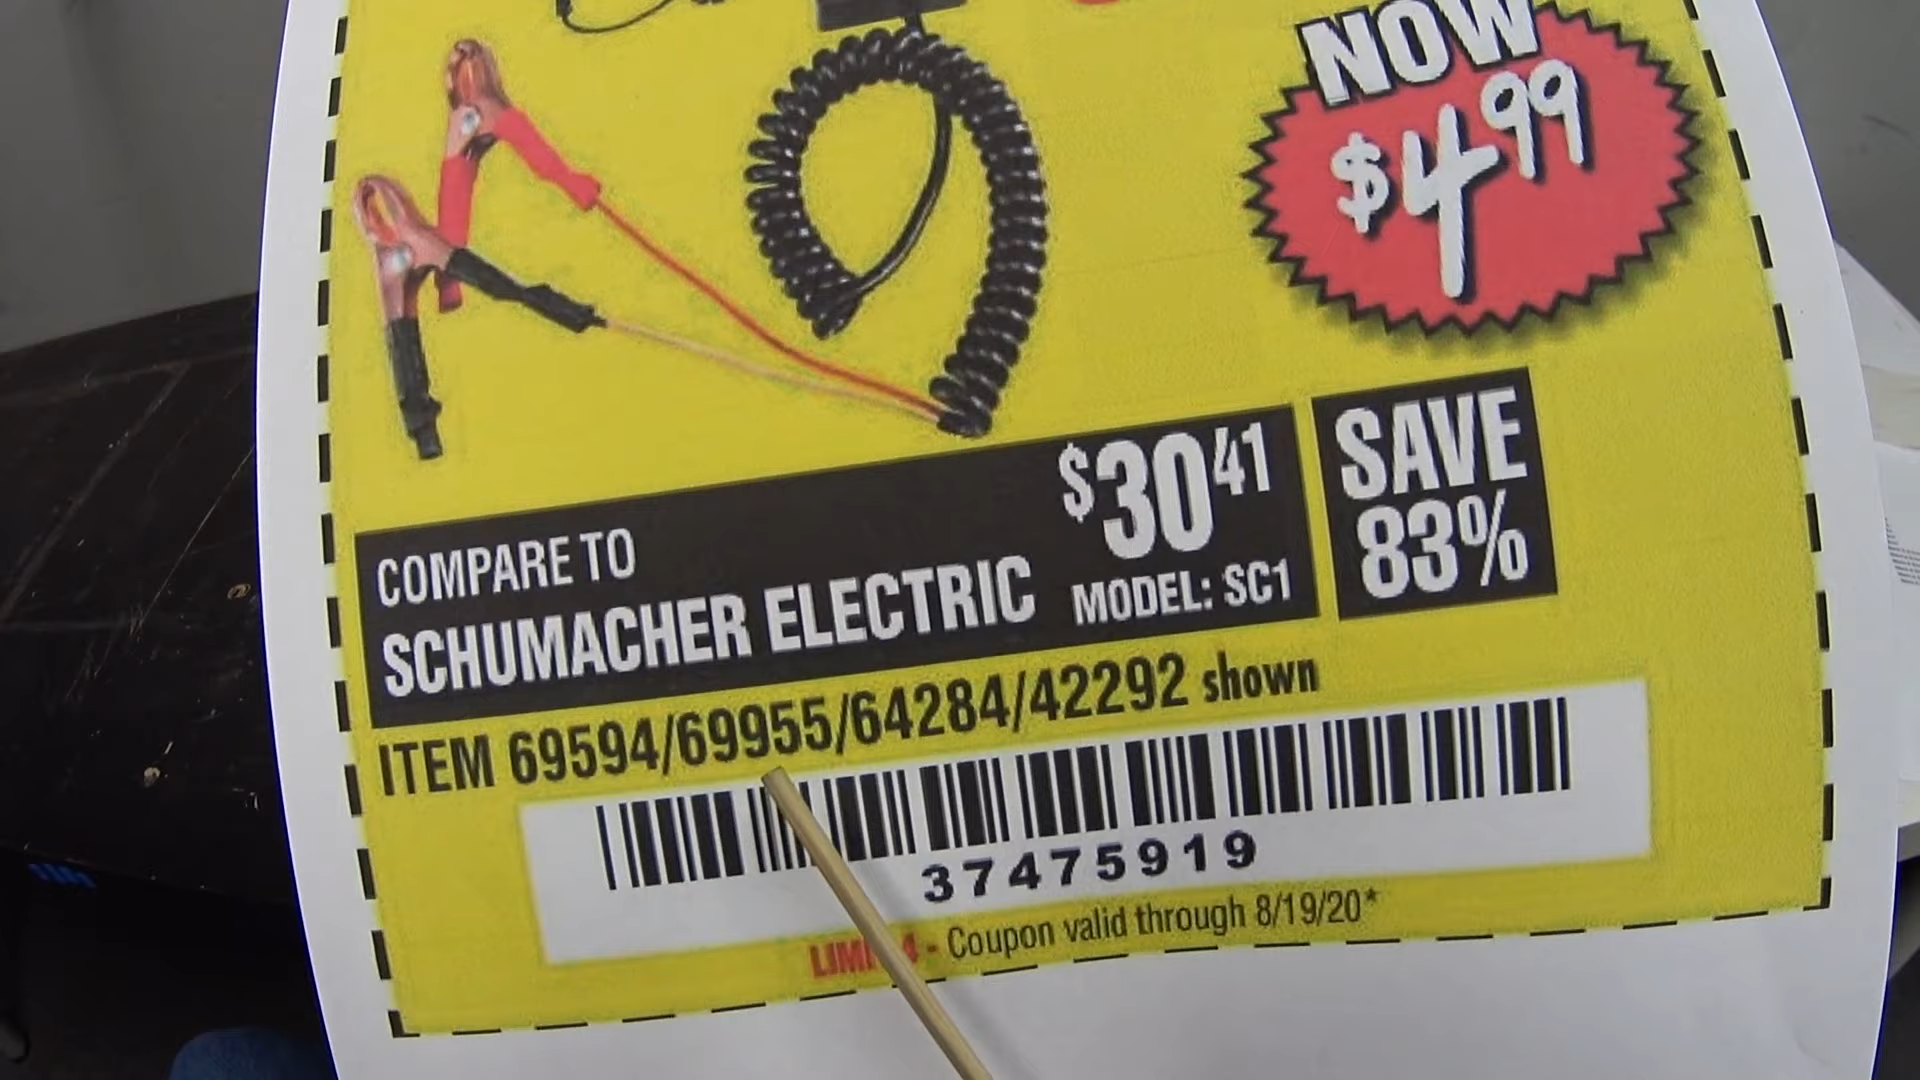 NOW
$4.99
COMPARE TO
SCHUMACHER ELECTRIC
$30.41
MODEL: SC1
SAVE
83%
ITEM 69594/69955/64284/42292 shown
37475919
4 - Coupon valid through 8/19/20*